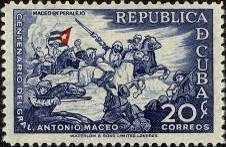 MACEO EN PERALEJO
REPUBLICA
DE
CUBA
CENTENARIO DEL GRAL. ANTONIO MACEO
20¢
CORREOS
WATERLOW & SONS LIMITED, LONDRES